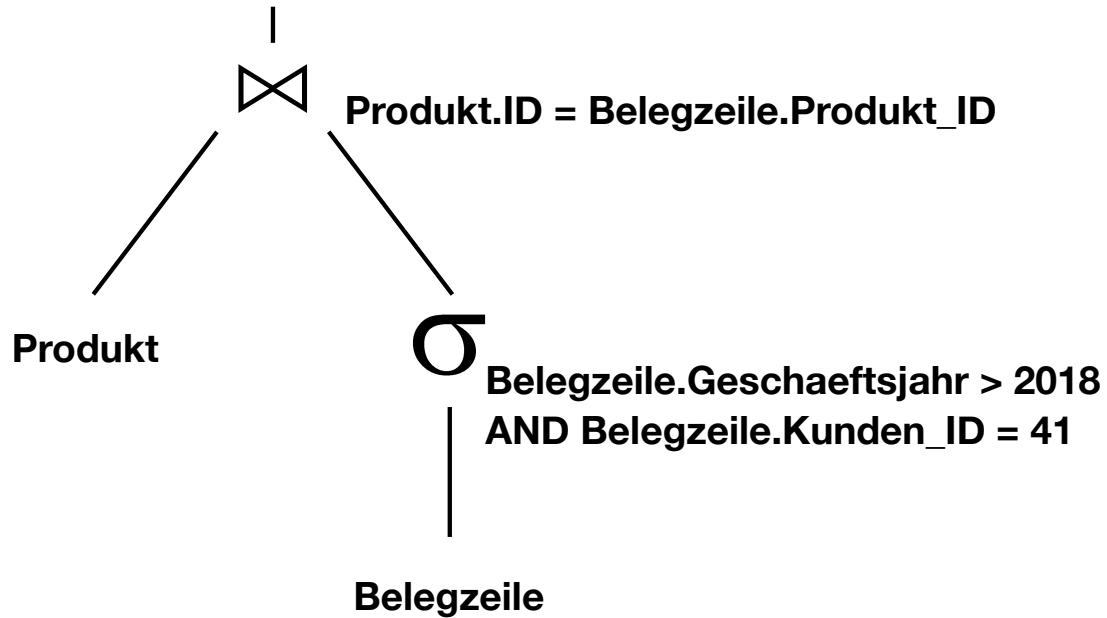 ⋈
Produkt.ID = Belegzeile.Produkt_ID
Produkt
σ
Belegzeile.Geschaeftsjahr > 2018
AND Belegzeile.Kunden_ID = 41
Belegzeile